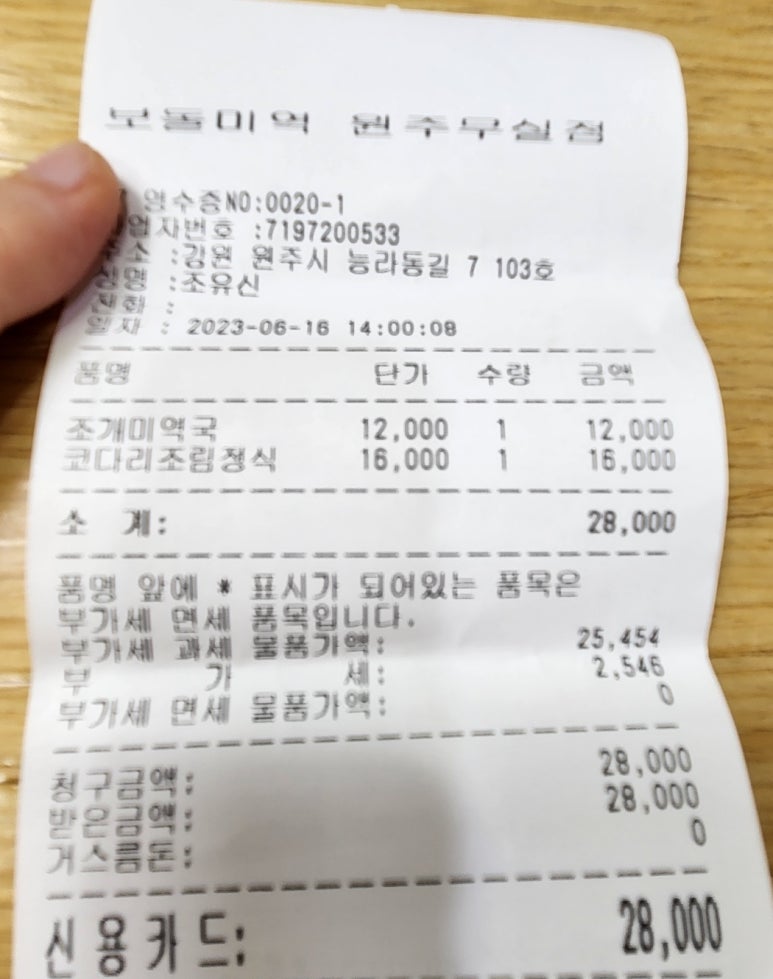 보돌미역 원주무실점
영수증NO:0020-1
사업자번호 :7197200533
주소 :강원 원주시 능라동길 7 103호
성명 :조유신
전화 :
일자 : 2023-06-16 14:00:08
품명 단가 수량 금액
조개미역국 12,000 1 12,000
코다리조림정식 16,000 1 16,000
소 계: 28,000
품명 앞에 * 표시가 되어있는 품목은
부가세 면세 품목입니다.
부가세 과세 물품가액: 25,454
부 가 세: 2,546
부가세 면세 물품가액: 0
청구금액: 28,000
받은금액: 28,000
거스름돈: 0
신용카드: 28,000